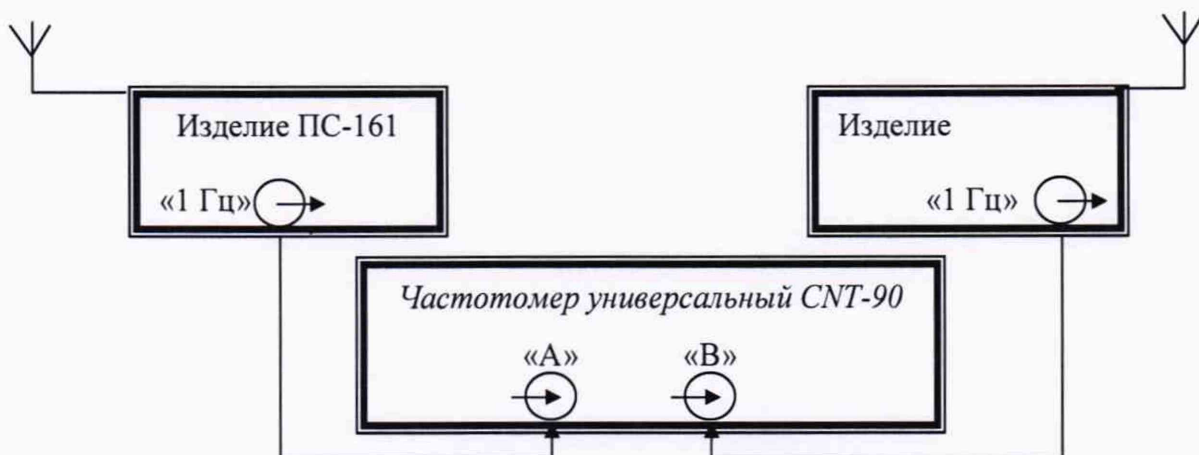 Изделие ПС-161
Изделие
«1 Гц»
«1 Гц»
Частотомер универсальный CNT-90
«А»
«В»